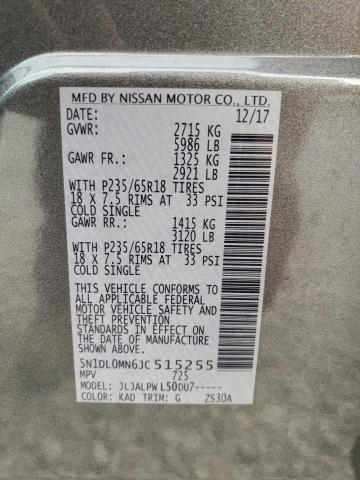 MFD BY NISSAN MOTOR CO., LTD.
DATE: 12/17
GVWR: 2715 KG
5986 LB
GAWR FR.: 1325 KG
2921 LB
WITH P235/65R18 TIRES
18 X 7.5 RIMS AT 33 PSI
COLD SINGLE
GAWR RR.: 1415 KG
3120 LB
WITH P235/65R18 TIRES
18 X 7.5 RIMS AT 33 PSI
COLD SINGLE
THIS VEHICLE CONFORMS TO
ALL APPLICABLE FEDERAL
MOTOR VEHICLE SAFETY
STANDARDS IN EFFECT ON
THE DATE OF MANUFACTURE
SHOWN ABOVE.
5N1DL0MN6JC515255
MPV 725
MODEL: JLJALPWL50DU7-----
COLOR: KAD TRIM: G ZS30A